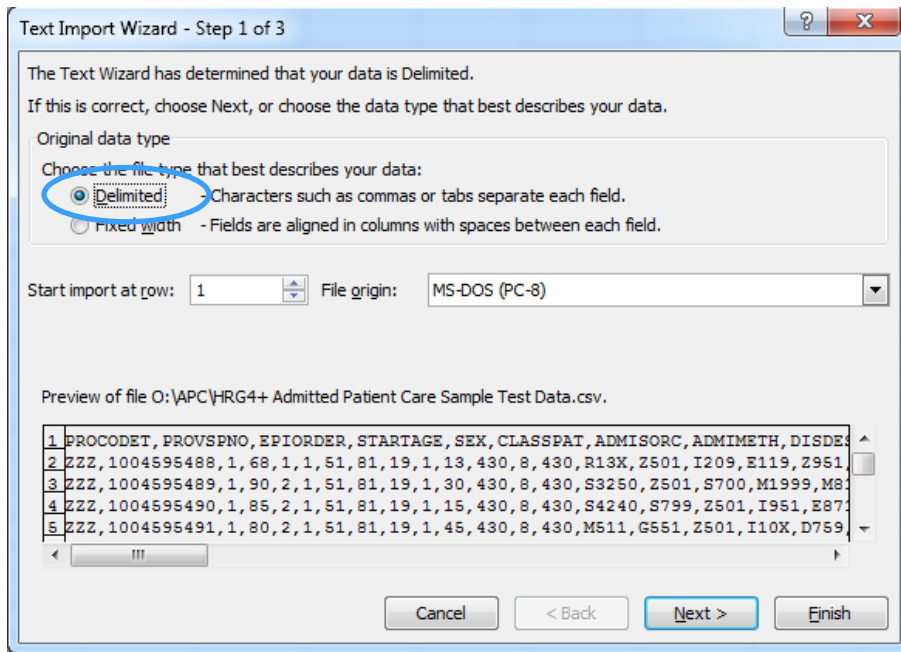 Text Import Wizard - Step 1 of 3
The Text Wizard has determined that your data is Delimited.
If this is correct, choose Next, or choose the data type that best describes your data.
Original data type
Choose the file type that best describes your data:
Delimited - Characters such as commas or tabs separate each field.
Fixed width - Fields are aligned in columns with spaces between each field.
Start import at row: 1 File origin: MS-DOS (PC-8)
Preview of file O:\APC\HRG4+ Admitted Patient Care Sample Test Data.csv.
1 PROCODET,PROVSPNO,EPIORDER,STARTAGE,SEX,CLASSPAT,ADMISORC,ADMIMETH,DISDES
2 ZZZ,1004595488,1,68,1,1,51,81,19,1,13,430,8,430,R13X,Z501,I209,E119,Z951,
3 ZZZ,1004595489,1,90,2,1,51,81,19,1,30,430,8,430,S3250,Z501,S700,M1999,M81
4 ZZZ,1004595490,1,85,2,1,51,81,19,1,15,430,8,430,S4240,S799,Z501,I951,E871
5 ZZZ,1004595491,1,80,2,1,51,81,19,1,45,430,8,430,M511,G551,Z501,I10X,D759,
Cancel < Back Next > Finish